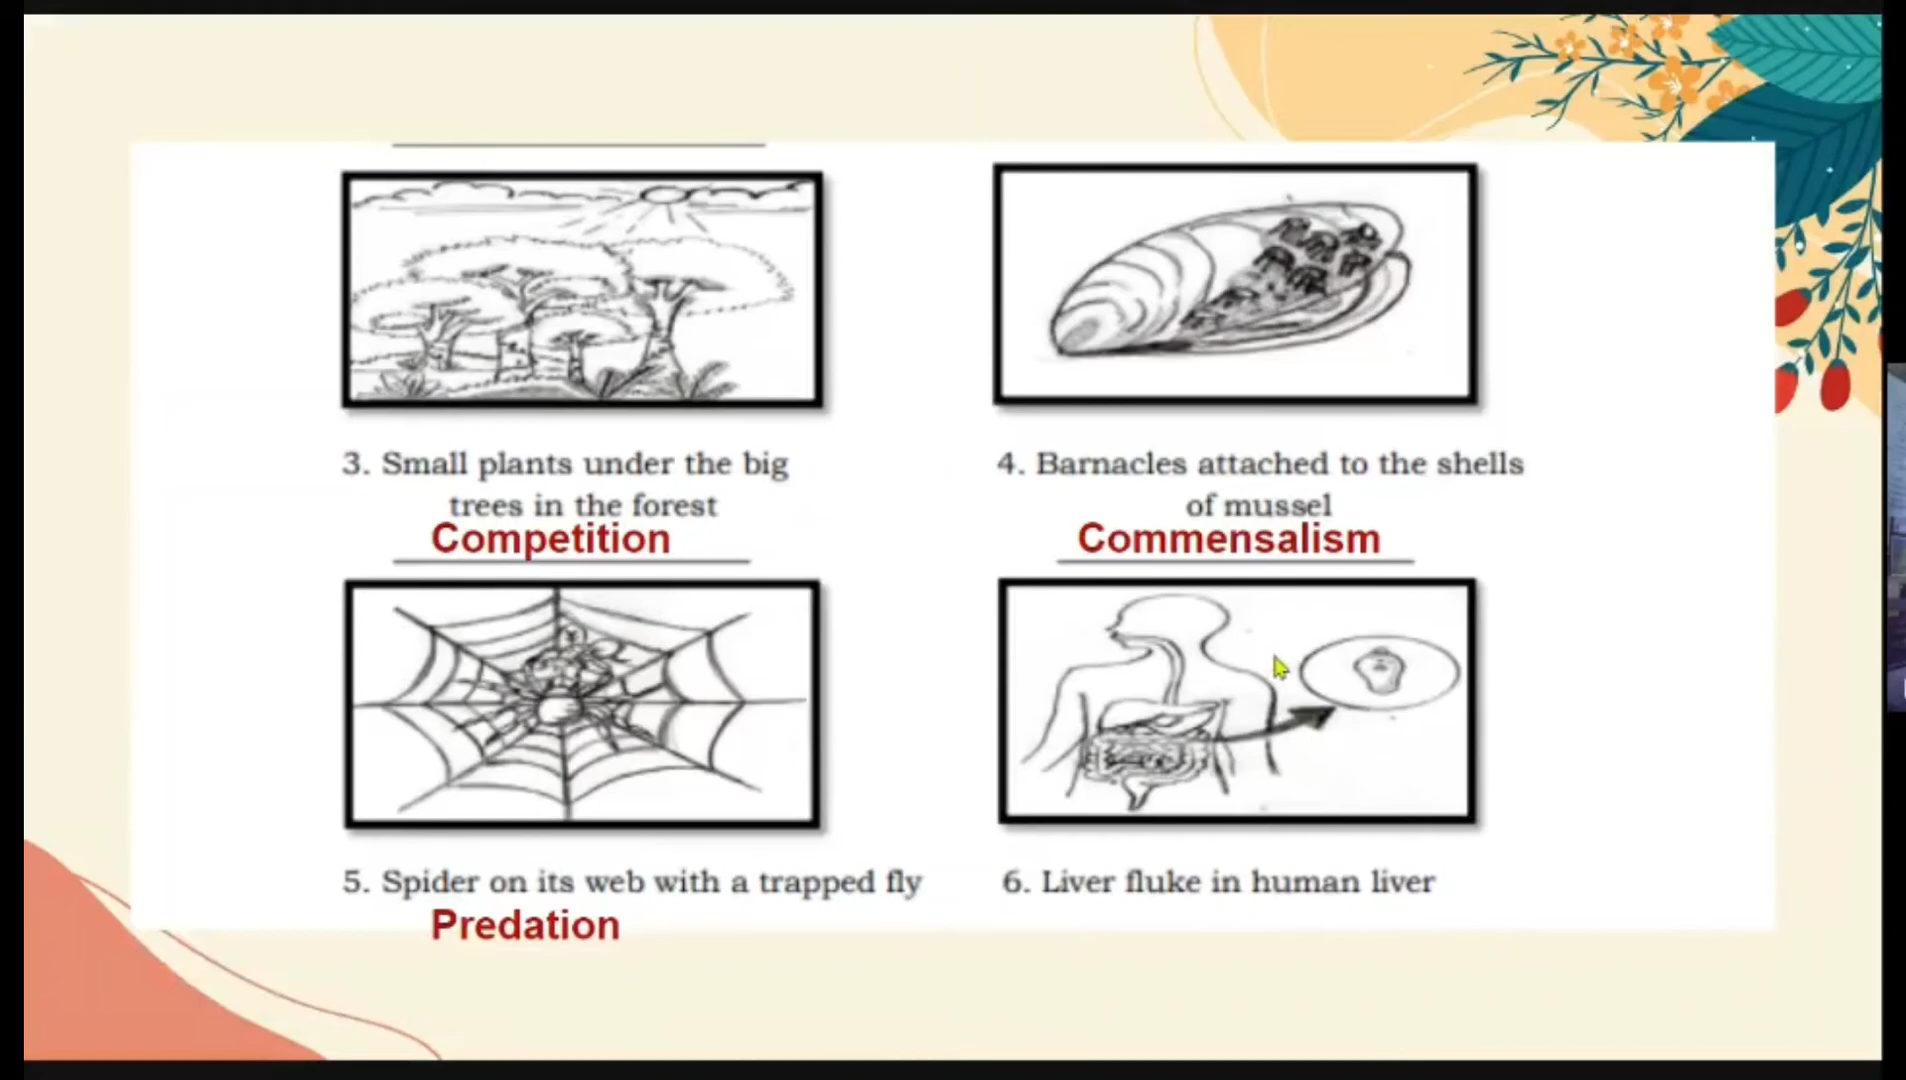 3. Small plants under the big
trees in the forest
Competition
4. Barnacles attached to the shells
of mussel
Commensalism
5. Spider on its web with a trapped fly
Predation
6. Liver fluke in human liver